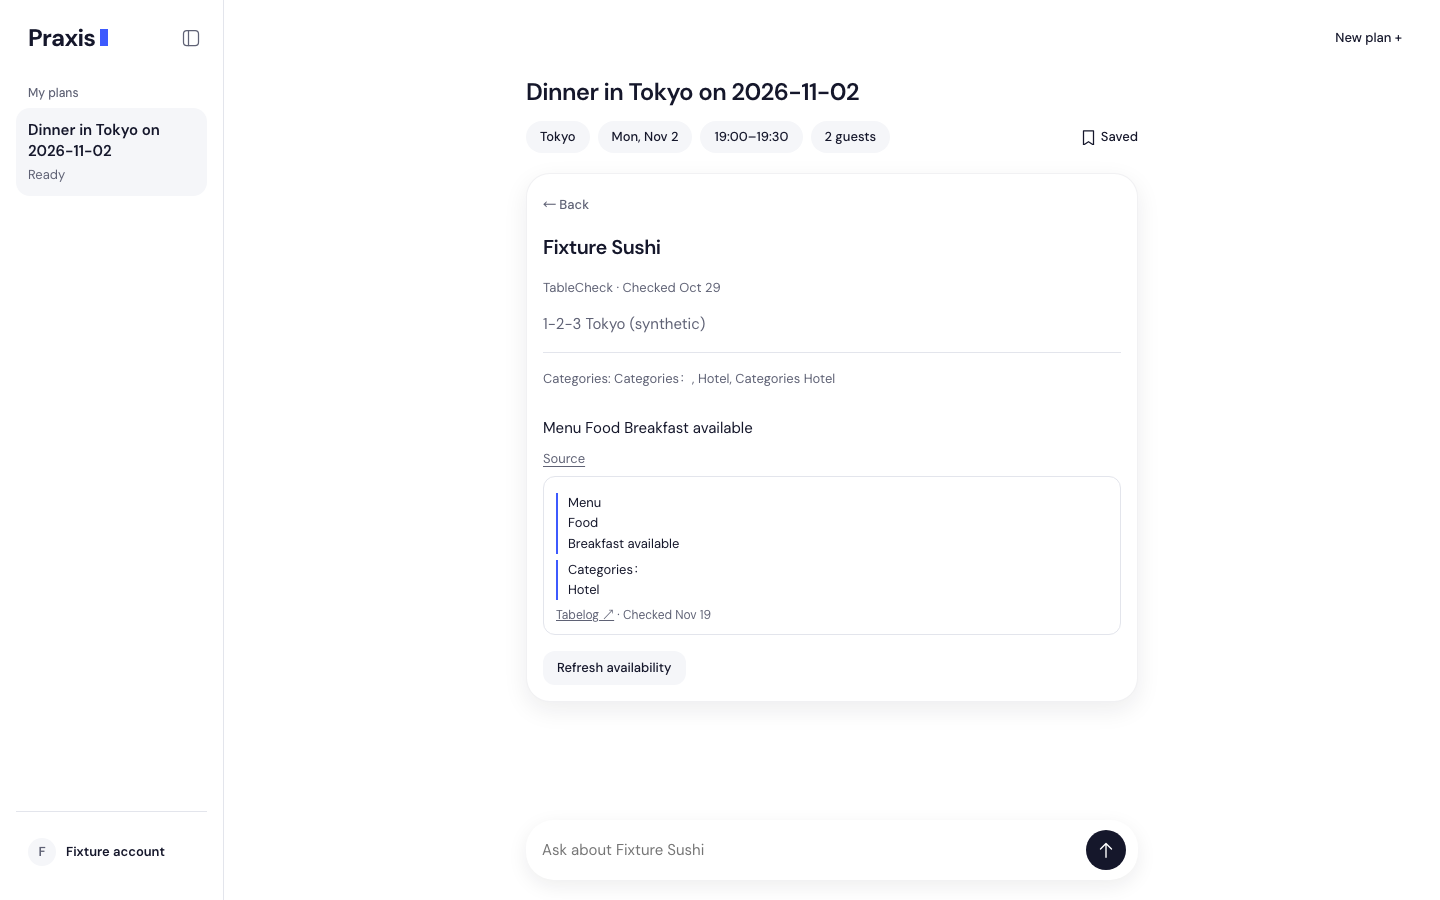 Praxis
New plan +
My plans
Dinner in Tokyo on
2026-11-02
Ready
Dinner in Tokyo on 2026-11-02
Tokyo
Mon, Nov 2
19:00–19:30
2 guests
Saved
← Back
Fixture Sushi
TableCheck · Checked Oct 29
1-2-3 Tokyo (synthetic)
Categories: Categories： , Hotel, Categories Hotel
Menu Food Breakfast available
Source
Menu
Food
Breakfast available
Categories：
Hotel
Tabelog ↗ · Checked Nov 19
Refresh availability
F
Fixture account
Ask about Fixture Sushi